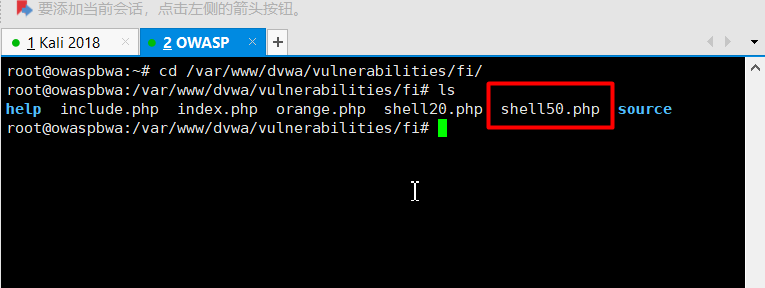 要添加当前会话，点击左侧的箭头按钮。
1 Kali 2018 × 2 OWASP × +
root@owaspbwa:~# cd /var/www/dvwa/vulnerabilities/fi/
root@owaspbwa:/var/www/dvwa/vulnerabilities/fi# ls
help include.php index.php orange.php shell20.php shell50.php source
root@owaspbwa:/var/www/dvwa/vulnerabilities/fi#